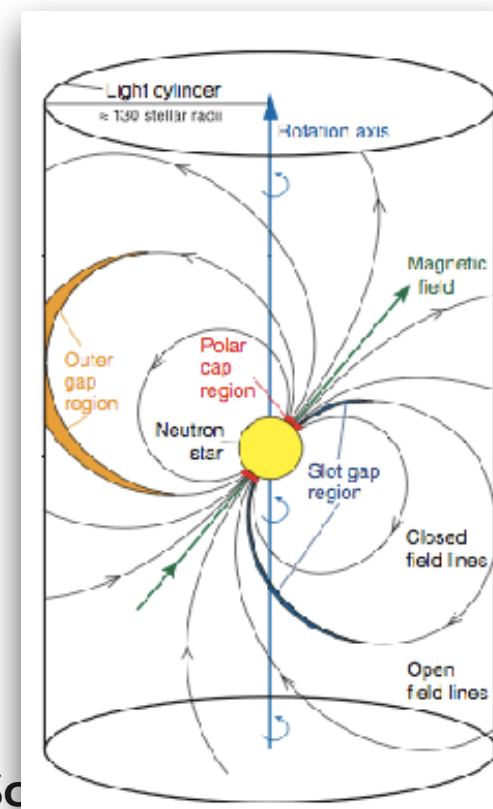 Light cylincer
≈ 130 stellar radii
Rotation axis
Magnetic
field
Outer
gap
region
Polar
cap
region
Neutron
star
Slot gap
region
Closed
field lines
Open
field lines